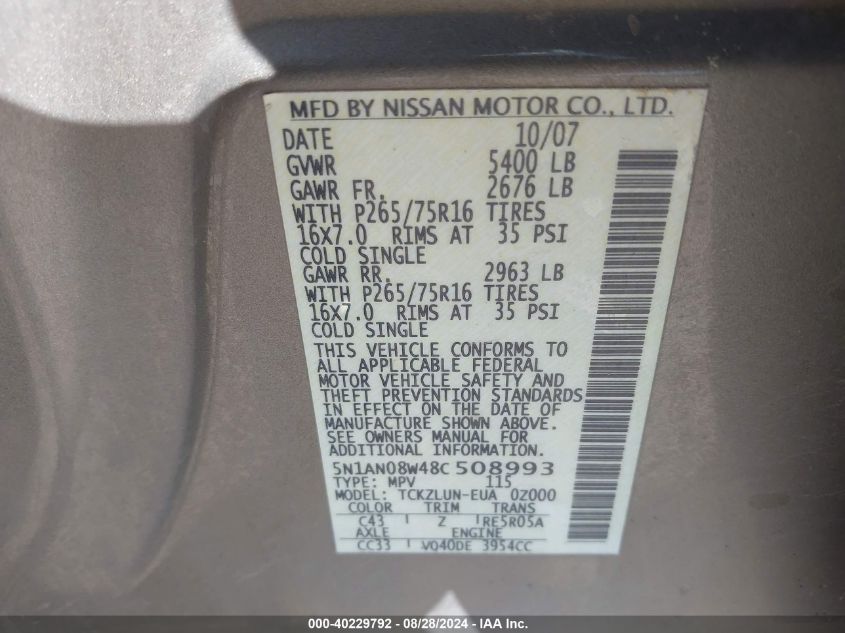 MFD BY NISSAN MOTOR CO., LTD.
DATE 10/07
GVWR 5400 LB
GAWR FR. 2676 LB
WITH P265/75R16 TIRES
16X7.0 RIMS AT 35 PSI
COLD SINGLE
GAWR RR. 2963 LB
WITH P265/75R16 TIRES
16X7.0 RIMS AT 35 PSI
COLD SINGLE
THIS VEHICLE CONFORMS TO
ALL APPLICABLE FEDERAL
MOTOR VEHICLE SAFETY AND
THEFT PREVENTION STANDARDS
IN EFFECT ON THE DATE OF
MANUFACTURE SHOWN ABOVE.
SEE OWNERS MANUAL FOR
ADDITIONAL INFORMATION.
5N1AN08W48C508993
TYPE: MPV 115
MODEL: TCKZLUN-EUA 0Z000
COLOR TRIM TRANS
C43 Z RE5R05A
AXLE ENGINE
CC33 VQ40DE 3954CC
000-40229792 - 08/28/2024 - IAA Inc.